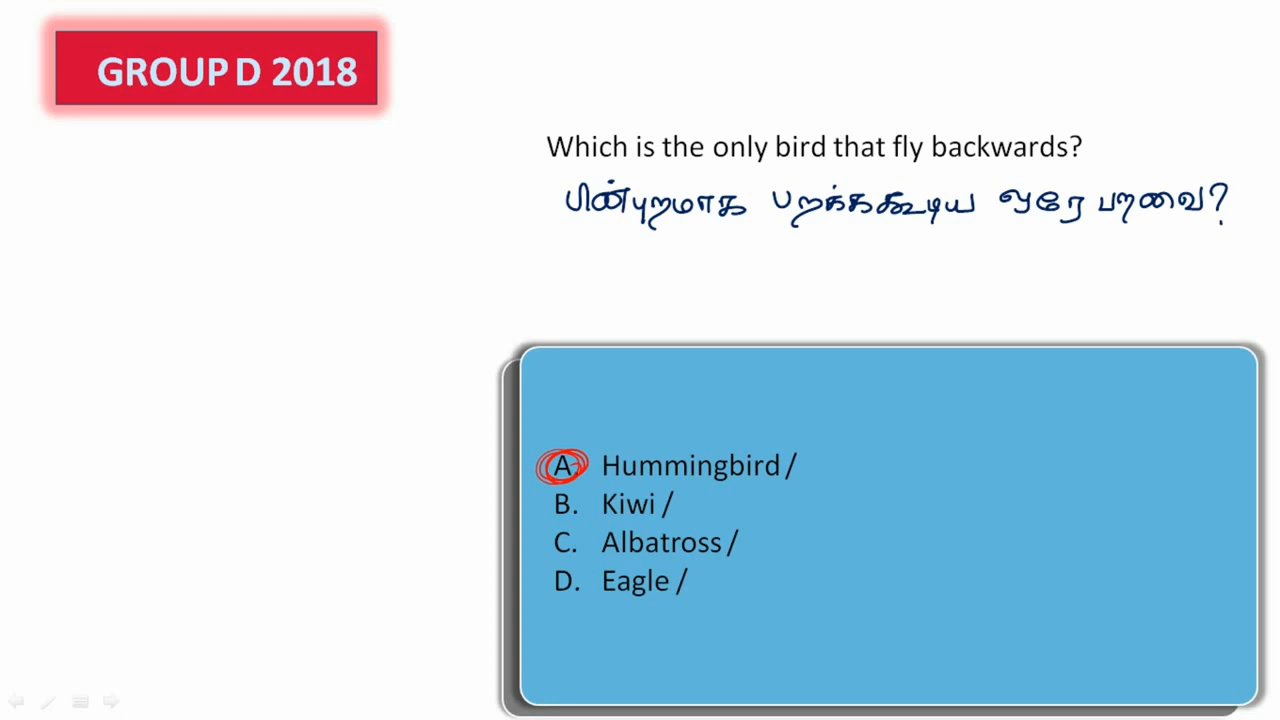 GROUP D 2018
Which is the only bird that fly backwards?
பின்புறமாக பறக்ககூடிய ஒரே பறவை?
A. Hummingbird /
B. Kiwi /
C. Albatross /
D. Eagle /